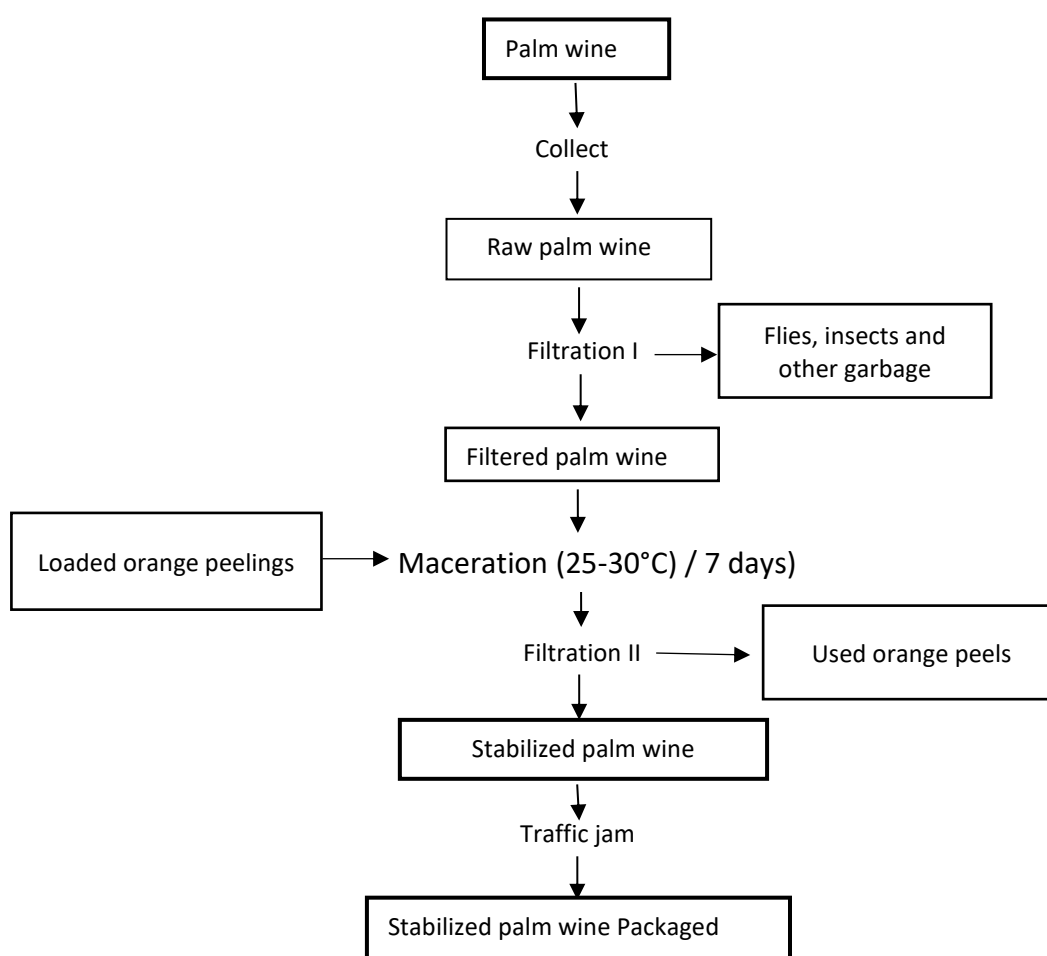 Palm wine
Collect
Raw palm wine
Filtration I
Flies, insects and
other garbage
Filtered palm wine
Loaded orange peelings
Maceration (25-30°C) / 7 days)
Filtration II
Used orange peels
Stabilized palm wine
Traffic jam
Stabilized palm wine Packaged